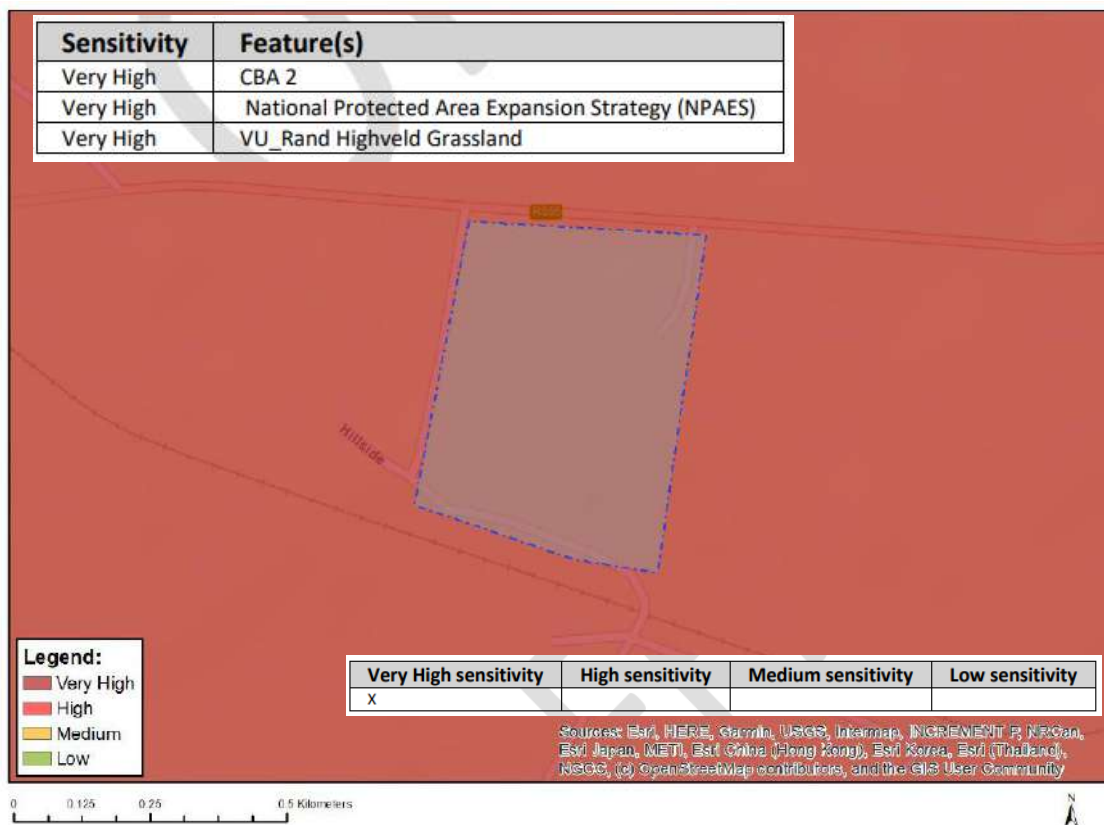 Sensitivity Feature(s)
Very High CBA 2
Very High National Protected Area Expansion Strategy (NPAES)
Very High VU_Rand Highveld Grassland
Hillside
Legend:
Very High
High
Medium
Low
Very High sensitivity High sensitivity Medium sensitivity Low sensitivity
X
Sources: Esri, HERE, Garmin, USGS, Intermap, INCREMENT P, NRCan,
Esri Japan, METI, Esri China (Hong Kong), Esri Korea, Esri (Thailand),
NGCC, (c) OpenStreetMap contributors, and the GIS User Community
0 0.125 0.25 0.5 Kilometers
N